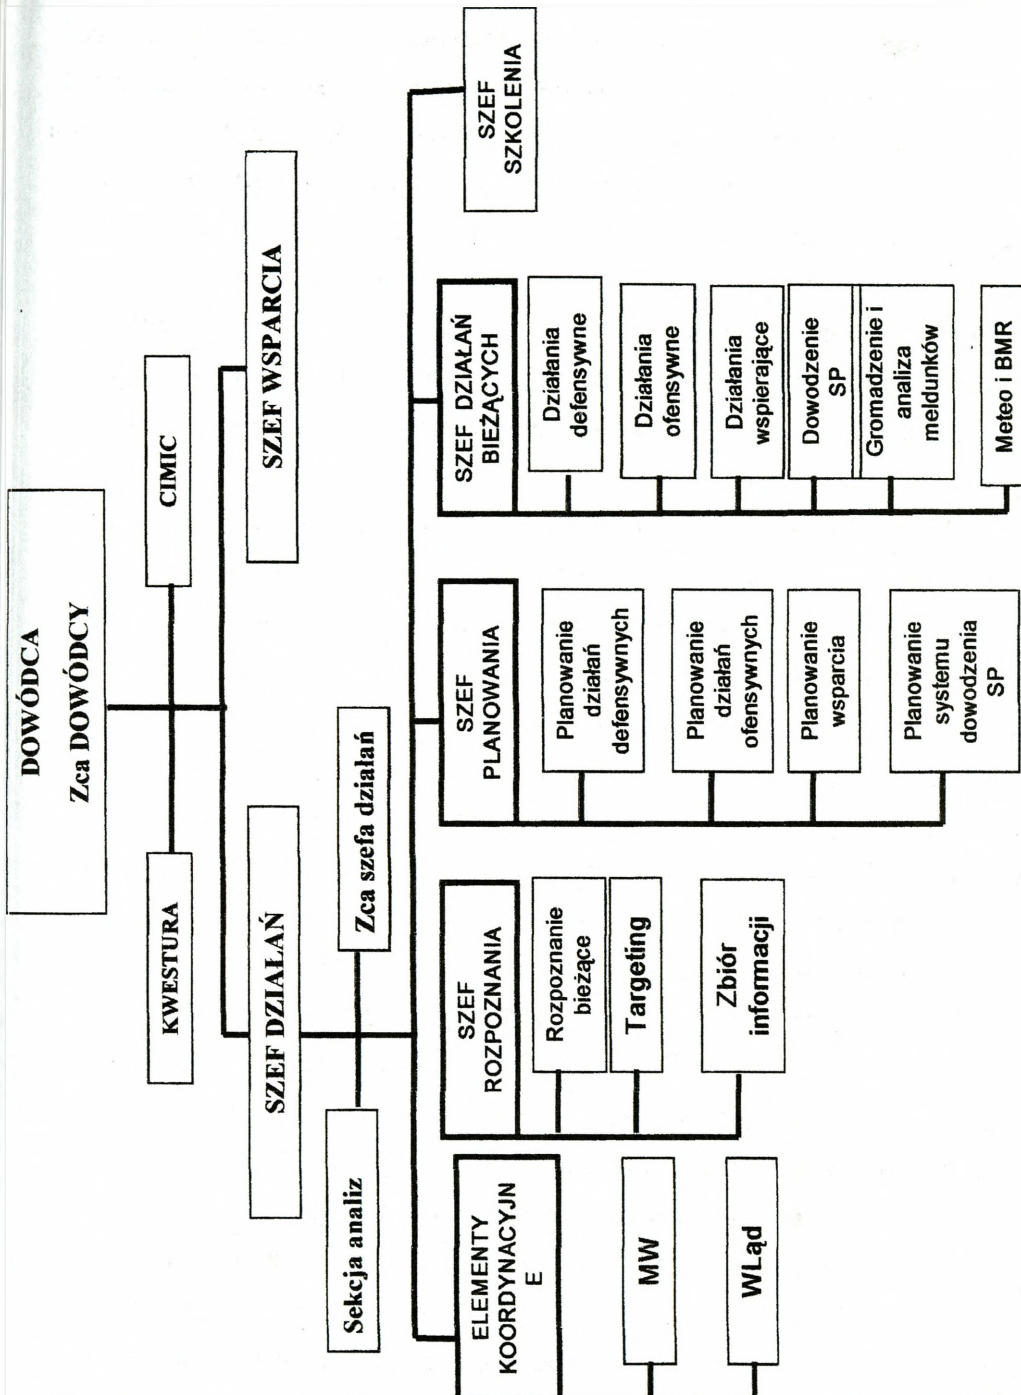 DOWÓDCA
Zca DOWÓDCY
KWESTURA
CIMIC
SZEF DZIAŁAŃ
SZEF WSPARCIA
Sekcja analiz
Zca szefa działań
ELEMENTY
KOORDYNACYJN
E
MW
WLąd
SZEF
ROZPOZNANIA
Rozpoznanie
bieżące
Targeting
Zbiór
informacji
SZEF
PLANOWANIA
Planowanie
działań
defensywnych
Planowanie
działań
ofensywnych
Planowanie
wsparcia
Planowanie
systemu
dowodzenia
SP
SZEF DZIAŁAŃ
BIEŻĄCYCH
Działania
defensywne
Działania
ofensywne
Działania
wspierające
Dowodzenie
SP
Gromadzenie i
analiza
meldunków
Meteo i BMR
SZEF
SZKOLENIA